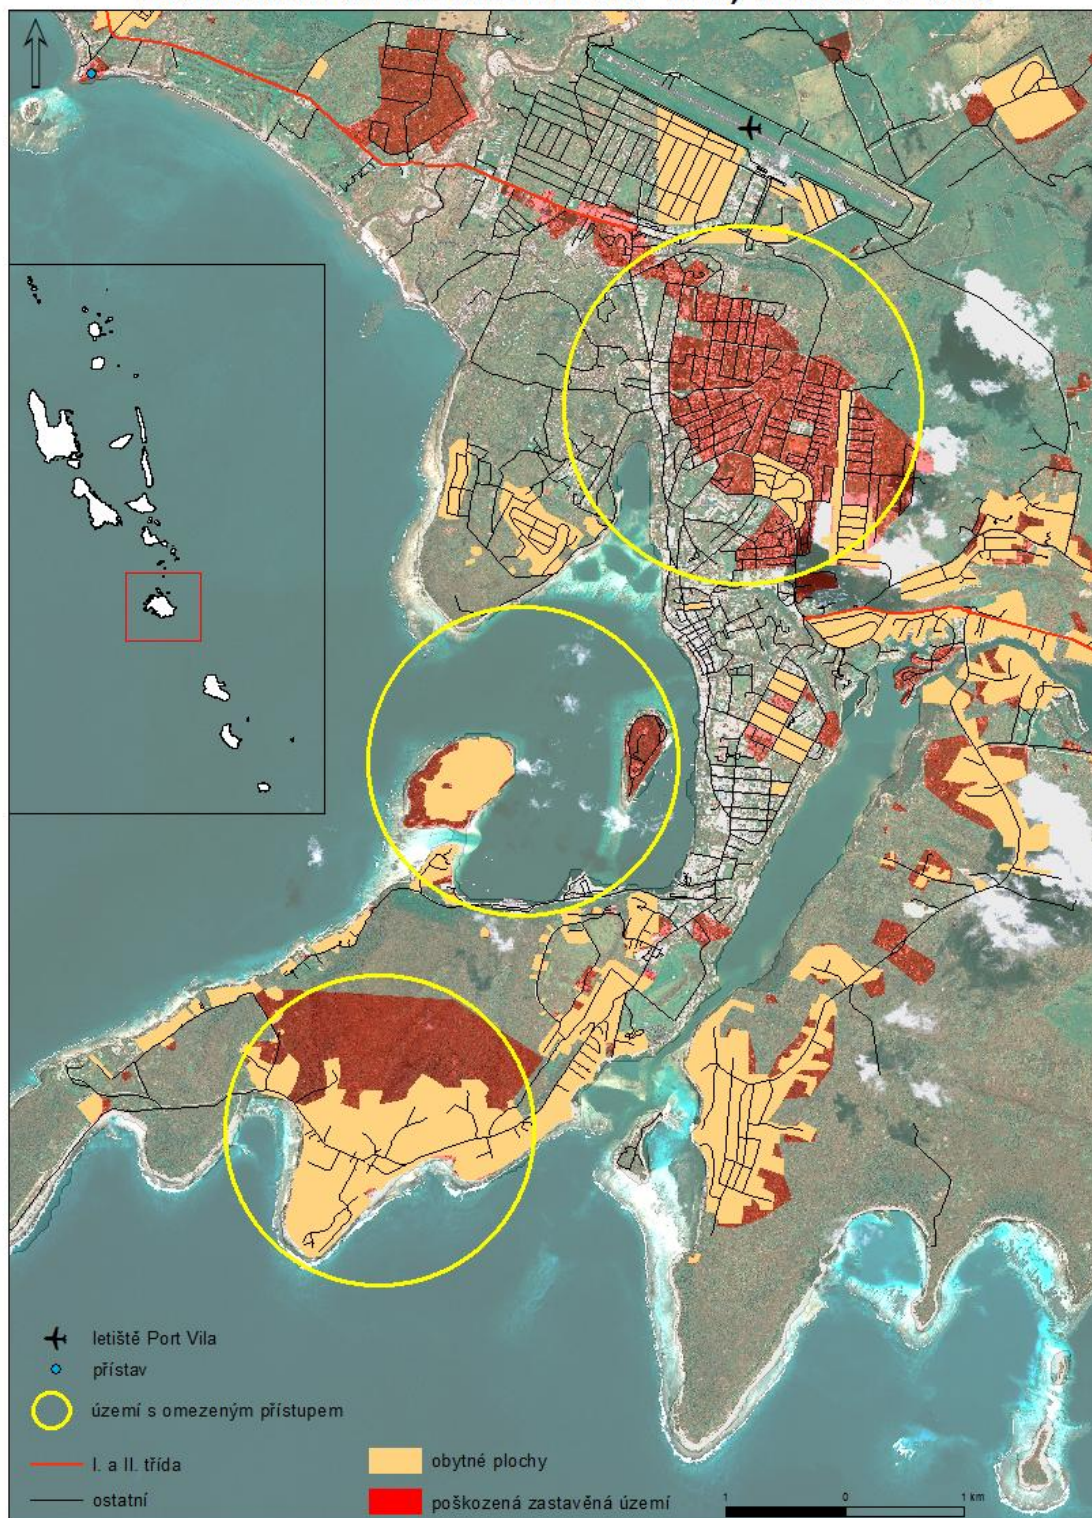 letiště Port Vila
přístav
území s omezeným přístupem
I. a II. třída
ostatní
obytné plochy
poškozená zastavěná území
1 0 1 km